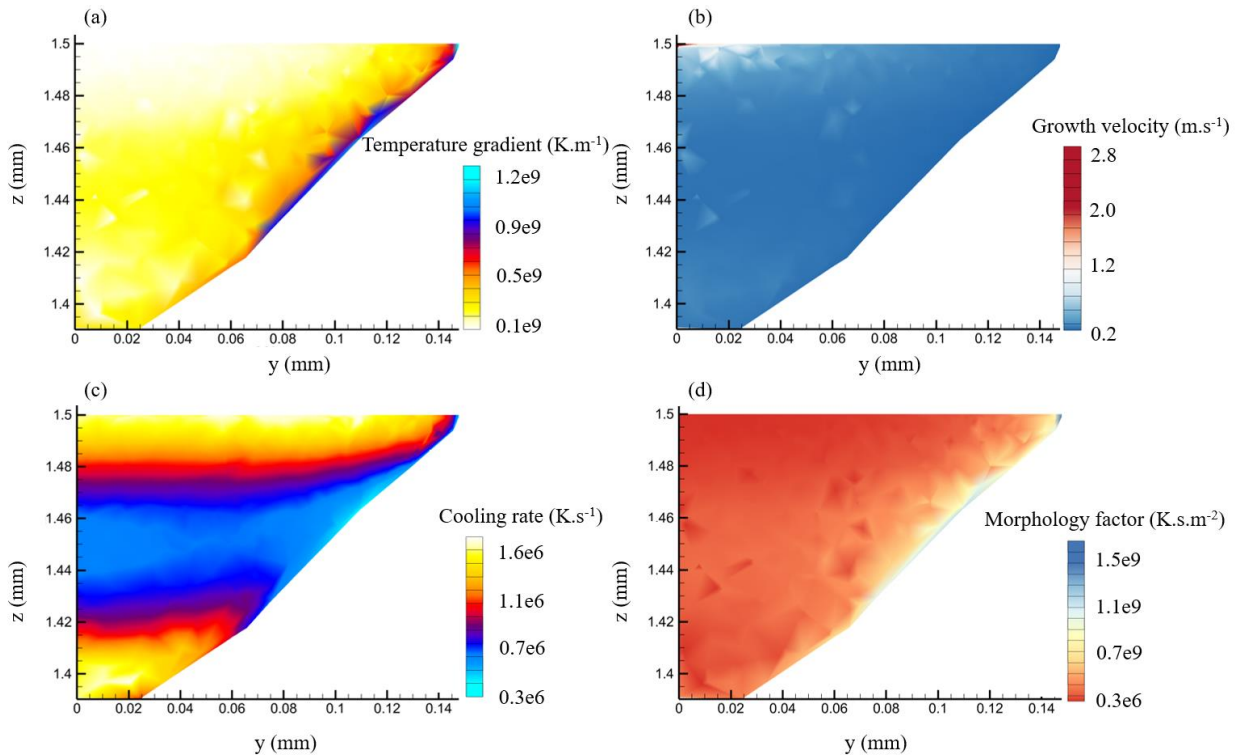 (a)
(b)
1.5
1.48
1.46
1.44
1.42
1.4
z (mm)
0 0.02 0.04 0.06 0.08 0.1 0.12 0.14
y (mm)
Temperature gradient (K.m-1)
1.2e9
0.9e9
0.5e9
0.1e9
1.5
1.48
1.46
1.44
1.42
1.4
z (mm)
0 0.02 0.04 0.06 0.08 0.1 0.12 0.14
y (mm)
Growth velocity (m.s-1)
2.8
2.0
1.2
0.2
(c)
(d)
1.5
1.48
1.46
1.44
1.42
1.4
z (mm)
0 0.02 0.04 0.06 0.08 0.1 0.12 0.14
y (mm)
Cooling rate (K.s-1)
1.6e6
1.1e6
0.7e6
0.3e6
1.5
1.48
1.46
1.44
1.42
1.4
z (mm)
0 0.02 0.04 0.06 0.08 0.1 0.12 0.14
y (mm)
Morphology factor (K.s.m-2)
1.5e9
1.1e9
0.7e9
0.3e6